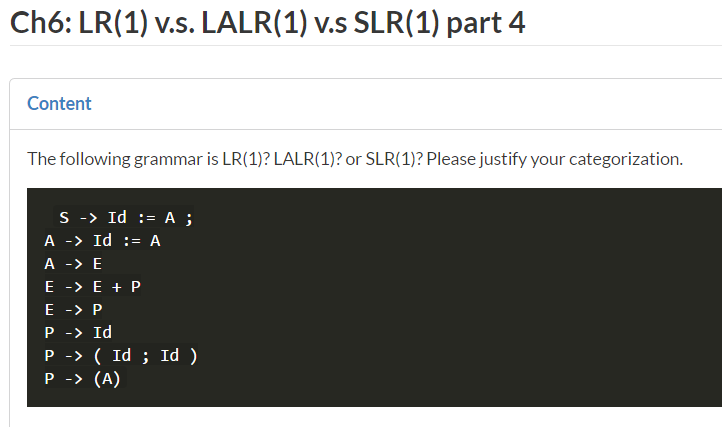 Ch6: LR(1) v.s. LALR(1) v.s SLR(1) part 4
Content
The following grammar is LR(1)? LALR(1)? or SLR(1)? Please justify your categorization.
S -> Id := A ;
A -> Id := A
A -> E
E -> E + P
E -> P
P -> Id
P -> ( Id ; Id )
P -> (A)